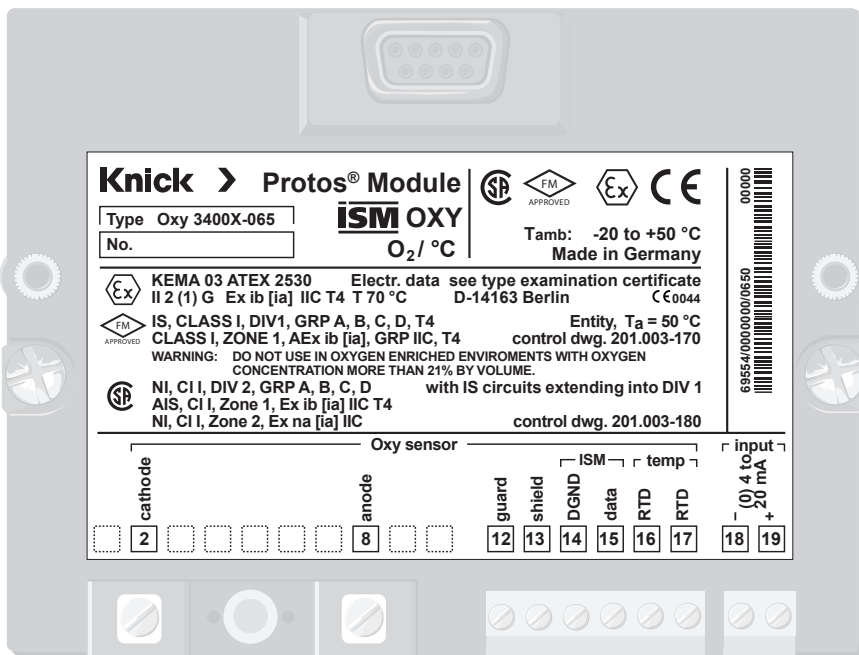 Knick > Protos® Module
Type Oxy 3400X-065
No.
ISM OXY
O₂/ °C
SA
FM
APPROVED
Ex
CE
Tamb: -20 to +50 °C
Made in Germany
00000
69554/0000000/0650
Ex
KEMA 03 ATEX 2530 Electr. data see type examination certificate
II 2 (1) G Ex ib [ia] IIC T4 T 70 °C D-14163 Berlin CE0044
FM
APPROVED
IS, CLASS I, DIV1, GRP A, B, C, D, T4 Entity, Ta = 50 °C
CLASS I, ZONE 1, AEx ib [ia], GRP IIC, T4 control dwg. 201.003-170
WARNING: DO NOT USE IN OXYGEN ENRICHED ENVIROMENTS WITH OXYGEN
CONCENTRATION MORE THAN 21% BY VOLUME.
SA
NI, Cl I, DIV 2, GRP A, B, C, D with IS circuits extending into DIV 1
AIS, Cl I, Zone 1, Ex ib [ia] IIC T4
NI, Cl I, Zone 2, Ex na [ia] IIC control dwg. 201.003-180
Oxy sensor
input
ISM
temp
cathode
anode
guard
shield
DGND
data
RTD
RTD
– (0) 4 to
20 mA +
2 8 12 13 14 15 16 17 18 19